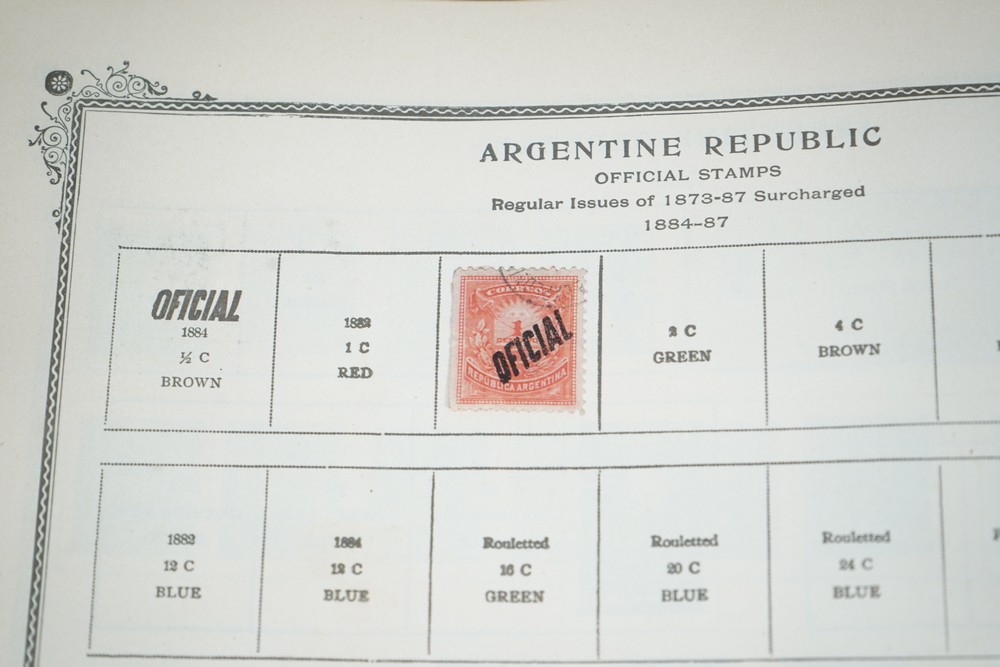 ARGENTINE REPUBLIC
OFFICIAL STAMPS
Regular Issues of 1873-87 Surcharged
1884-87
OFICIAL
1884
½ C
BROWN
1882
1 C
RED
CORREOS
1
OFICIAL
REPUBLICA ARGENTINA
2 C
GREEN
4 C
BROWN
1882
12 C
BLUE
1884
12 C
BLUE
Rouletted
16 C
GREEN
Rouletted
20 C
BLUE
Rouletted
24 C
BLUE